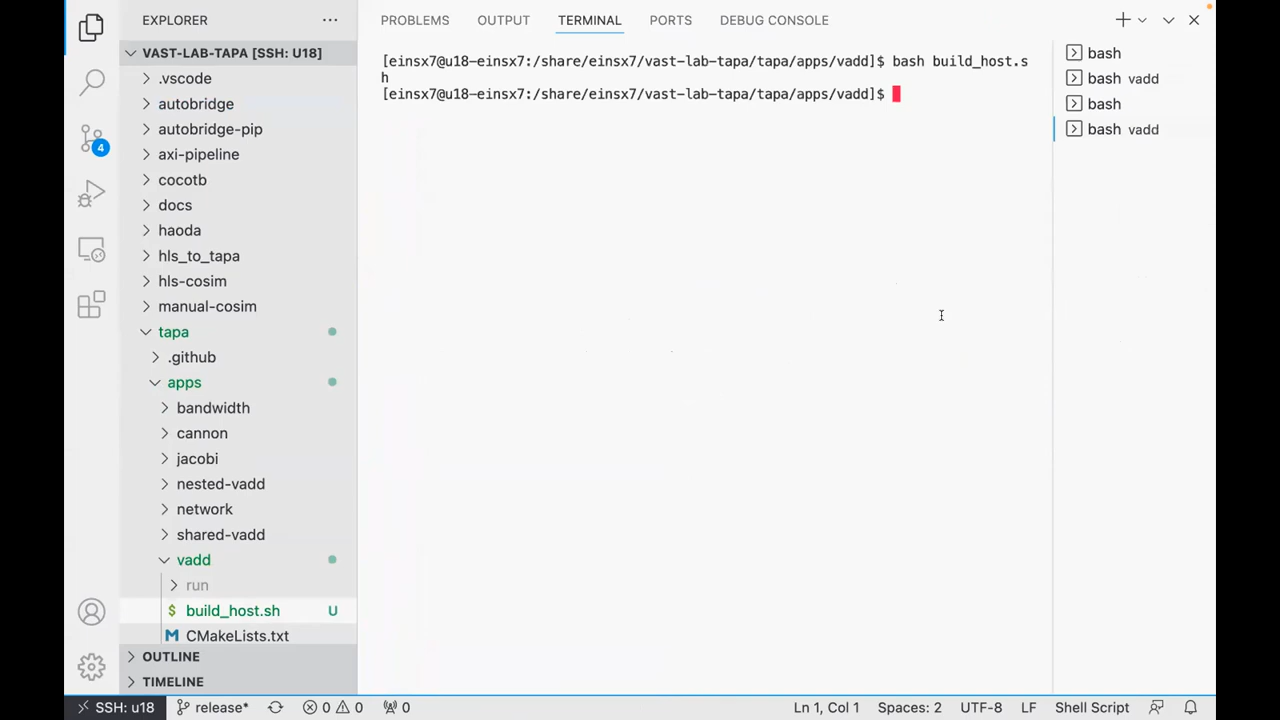 EXPLORER
VAST-LAB-TAPA [SSH: U18]
.vscode
autobridge
autobridge-pip
axi-pipeline
cocotb
docs
haoda
hls_to_tapa
hls-cosim
manual-cosim
tapa
.github
apps
bandwidth
cannon
jacobi
nested-vadd
network
shared-vadd
vadd
run
$ build_host.sh U
CMakeLists.txt
OUTLINE
TIMELINE
4
PROBLEMS OUTPUT TERMINAL PORTS DEBUG CONSOLE
[einsx7@u18-einsx7:/share/einsx7/vast-lab-tapa/tapa/apps/vadd]$ bash build_host.s
h
[einsx7@u18-einsx7:/share/einsx7/vast-lab-tapa/tapa/apps/vadd]$
bash
bash vadd
bash
bash vadd
SSH: u18 release* 0 0 0 Ln 1, Col 1 Spaces: 2 UTF-8 LF Shell Script